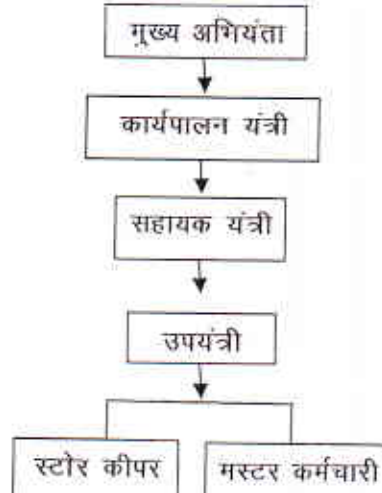 मुख्य अभियंता
कार्यपालन यंत्री
सहायक यंत्री
उपयंत्री
स्टोर कीपर
मस्टर कर्मचारी